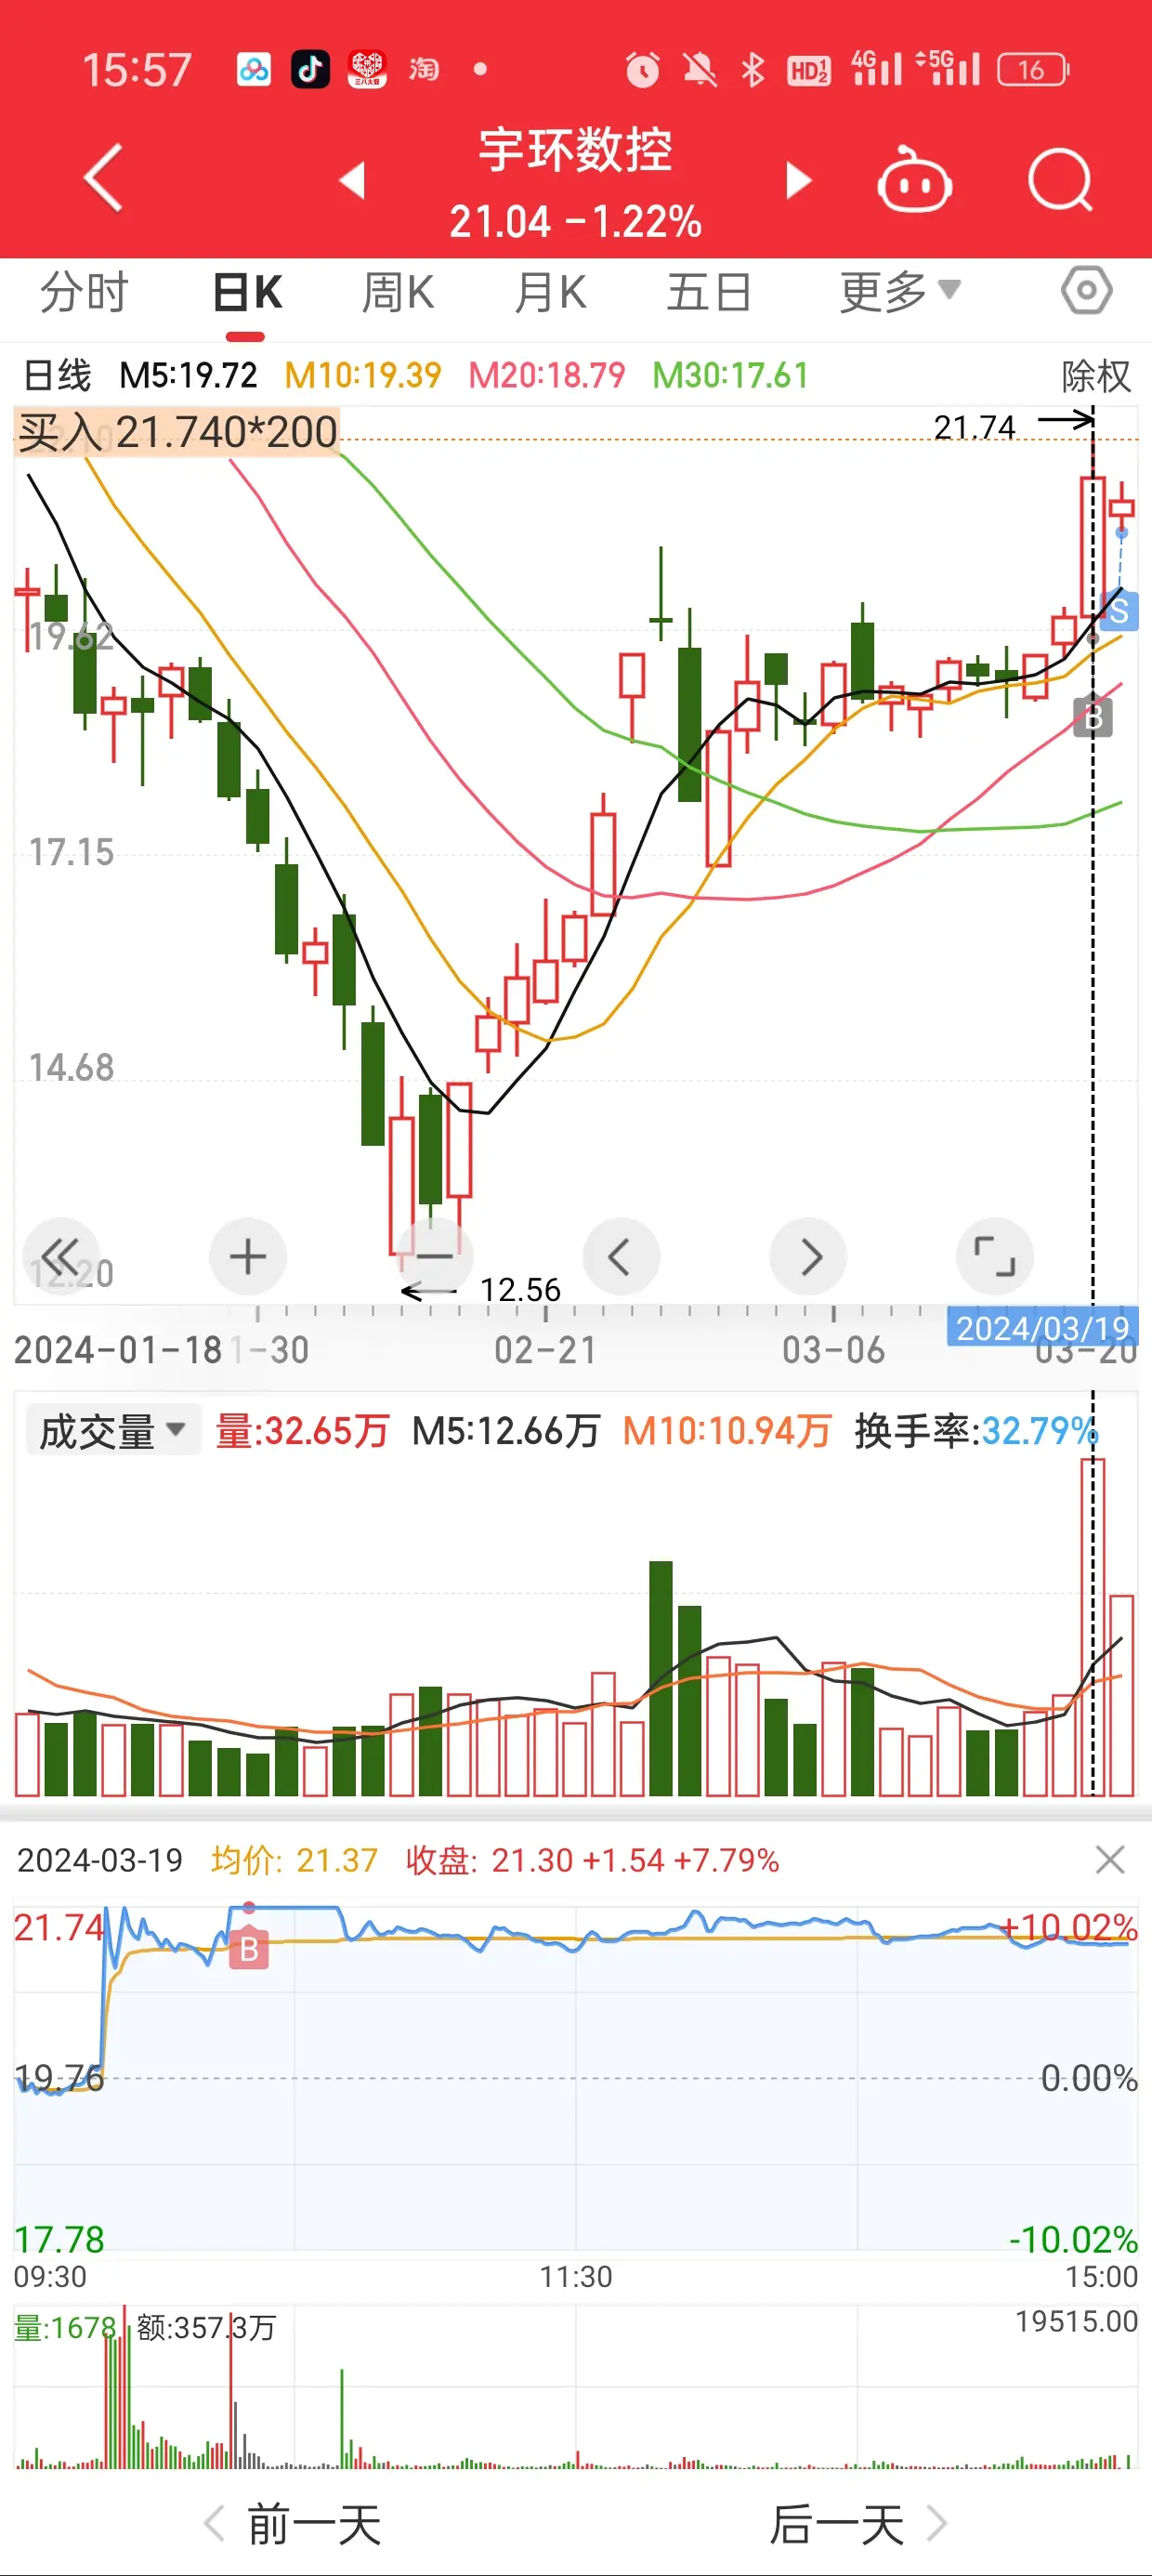 15:57 淘 HD 1 2 4G 5G 16
宇环数控
21.04 -1.22%
分时 日K 周K 月K 五日 更多
日线 M5:19.72 M10:19.39 M20:18.79 M30:17.61 除权
买入 21.740*200
21.74
19.62
S
B
17.15
14.68
12.20
12.56
2024/03/19
2024-01-18 1-30 02-21 03-06 03-20
成交量 量:32.65万 M5:12.66万 M10:10.94万 换手率:32.79%
2024-03-19 均价: 21.37 收盘: 21.30 +1.54 +7.79%
21.74 +10.02%
B
19.76 0.00%
17.78 -10.02%
09:30 11:30 15:00
量:1678 额:357.3万 19515.00
前一天 后一天